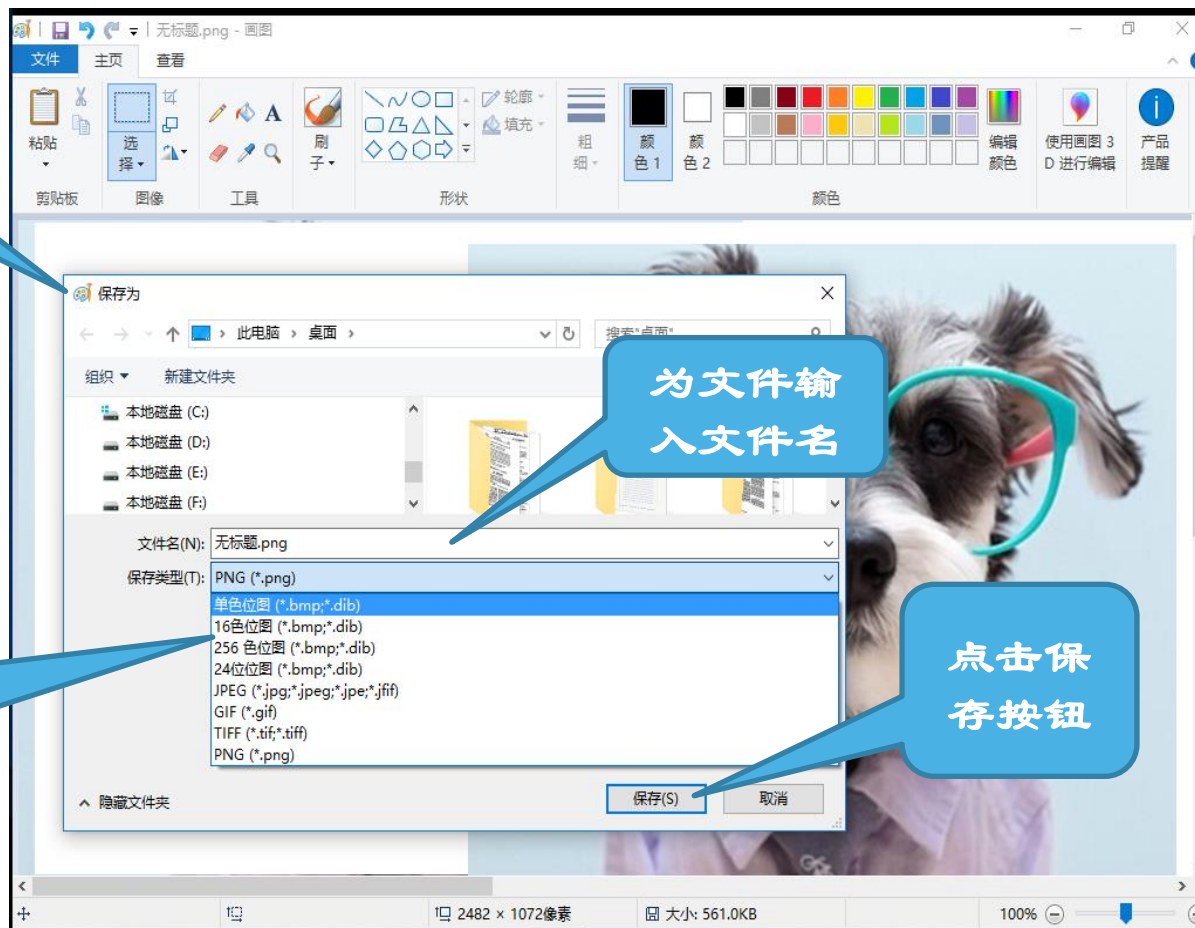 无标题.png - 画图
文件 主页 查看
粘贴
选择
A
刷子
轮廓
填充
粗细
颜色 1
颜色 2
编辑颜色
使用画图 3D 进行编辑
产品提醒
剪贴板 图像 工具 形状 颜色
保存为
此电脑 › 桌面 ›
搜索"桌面"
组织 新建文件夹
本地磁盘 (C:)
本地磁盘 (D:)
本地磁盘 (E:)
本地磁盘 (F:)
为文件输
入文件名
文件名(N): 无标题.png
保存类型(T): PNG (*.png)
单色位图 (*.bmp;*.dib)
16色位图 (*.bmp;*.dib)
256 色位图 (*.bmp;*.dib)
24位位图 (*.bmp;*.dib)
JPEG (*.jpg;*.jpeg;*.jpe;*.jfif)
GIF (*.gif)
TIFF (*.tif;*.tiff)
PNG (*.png)
点击保
存按钮
隐藏文件夹
保存(S) 取消
2482 × 1072像素 大小: 561.0KB 100%